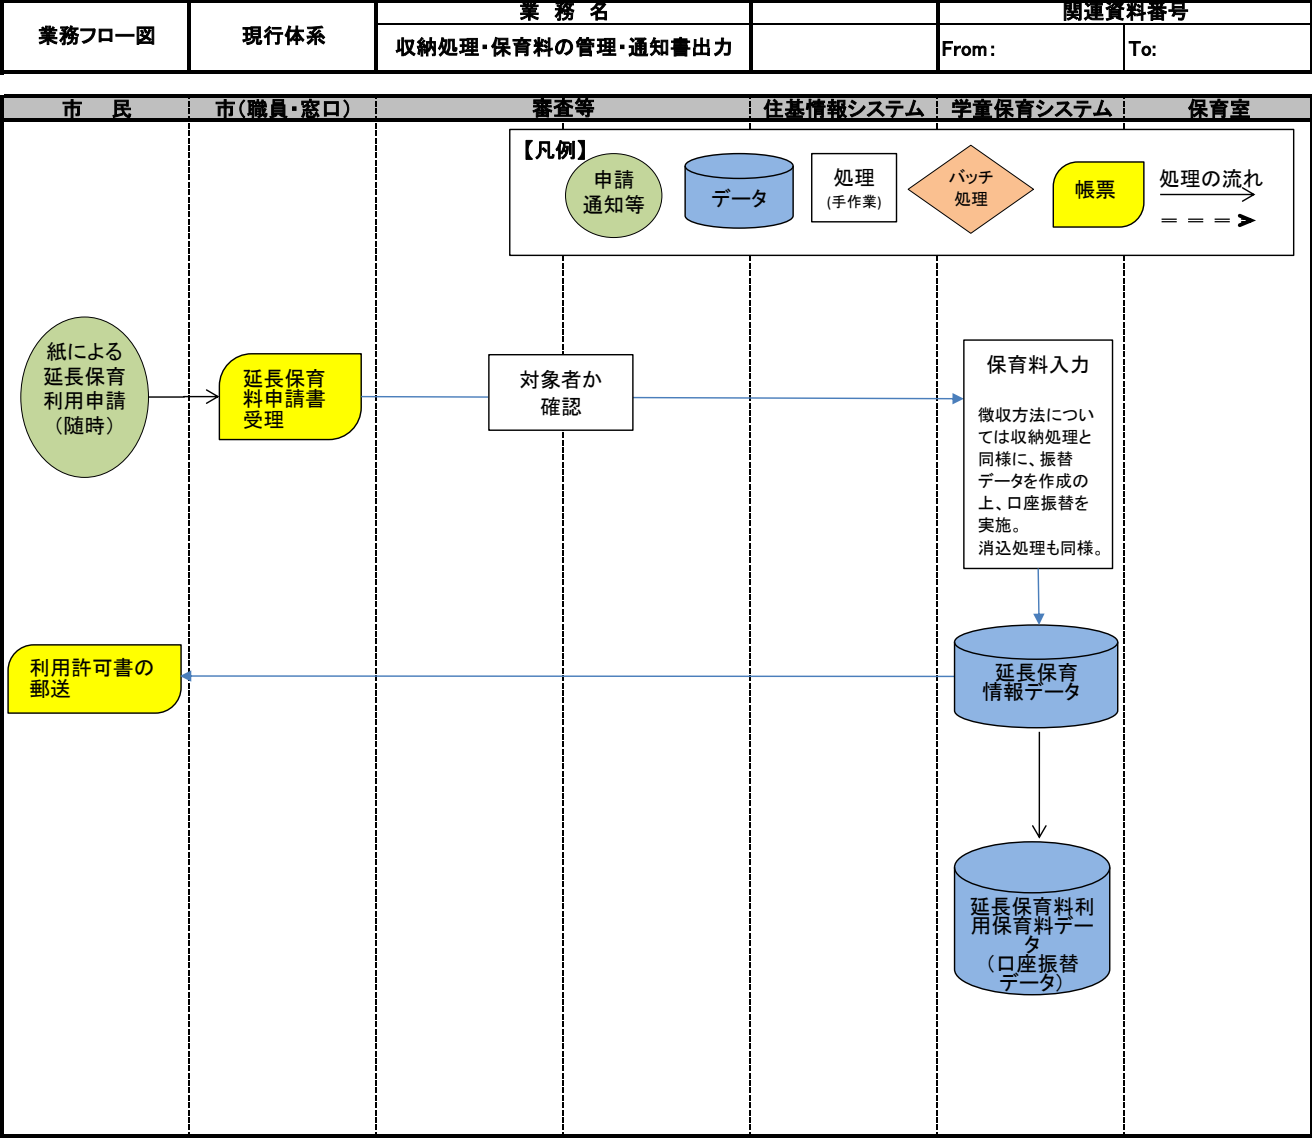 業務フロー図
現行体系
業 務 名
収納処理・保育料の管理・通知書出力
関連資料番号
From:
To:
市 民
市(職員・窓口)
審査等
住基情報システム
学童保育システム
保育室
【凡例】
申請
通知等
データ
処理
(手作業)
バッチ
処理
帳票
処理の流れ
紙による
延長保育
利用申請
(随時)
延長保育
料申請書
受理
対象者か
確認
保育料入力
徴収方法につい
ては収納処理と
同様に、振替
データを作成の
上、口座振替を
実施。
消込処理も同様。
利用許可書の
郵送
延長保育
情報データ
延長保育料利
用保育料デー
タ
(口座振替
データ)